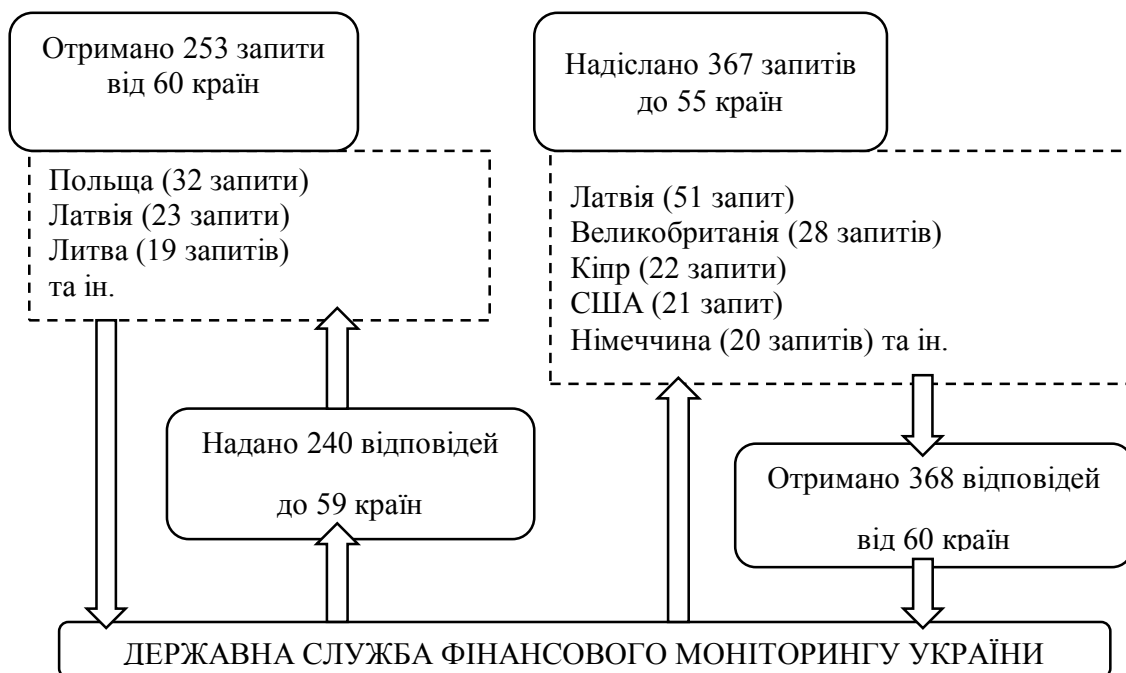 Отримано 253 запити
від 60 країн
Польща (32 запити)
Латвія (23 запити)
Литва (19 запитів)
та ін.
Надано 240 відповідей
до 59 країн
Надіслано 367 запитів
до 55 країн
Латвія (51 запит)
Великобританія (28 запитів)
Кіпр (22 запити)
США (21 запит)
Німеччина (20 запитів) та ін.
Отримано 368 відповідей
від 60 країн
ДЕРЖАВНА СЛУЖБА ФІНАНСОВОГО МОНІТОРИНГУ УКРАЇНИ